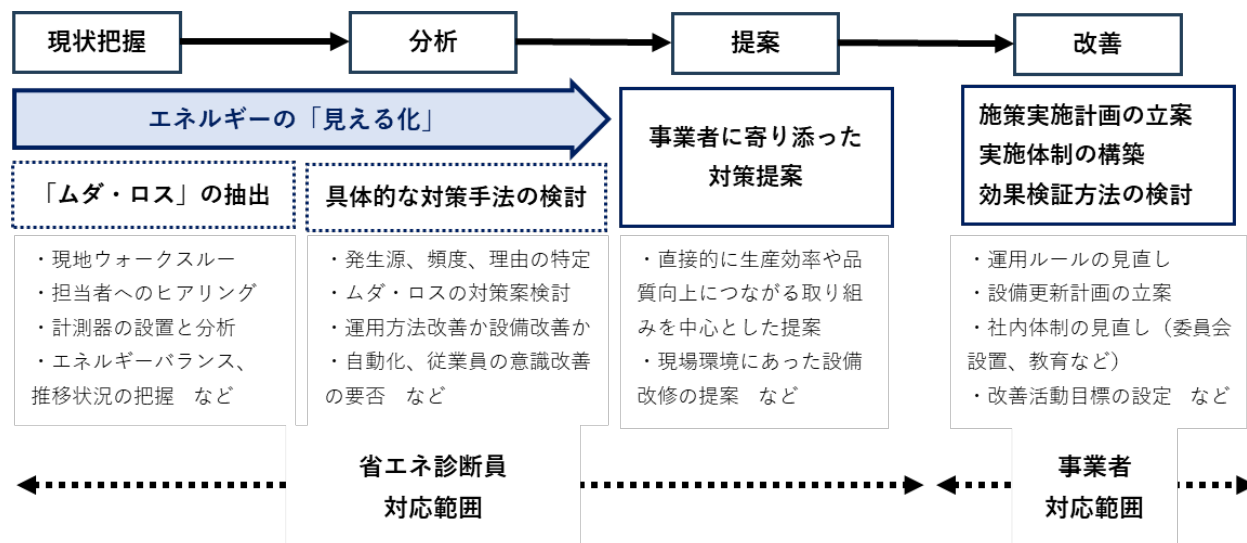 現状把握
分析
提案
改善
エネルギーの「見える化」
「ムダ・ロス」の抽出
具体的な対策手法の検討
事業者に寄り添った
対策提案
施策実施計画の立案
実施体制の構築
効果検証方法の検討
・現地ウォークスルー
・担当者へのヒアリング
・計測器の設置と分析
・エネルギーバランス、
推移状況の把握　など
・発生源、頻度、理由の特定
・ムダ・ロスの対策案検討
・運用方法改善か設備改善か
・自動化、従業員の意識改善
の要否　など
・直接的に生産効率や品
質向上につながる取り組
みを中心とした提案
・現場環境にあった設備
改修の提案　など
・運用ルールの見直し
・設備更新計画の立案
・社内体制の見直し（委員会
設置、教育など）
・改善活動目標の設定　など
省エネ診断員
対応範囲
事業者
対応範囲